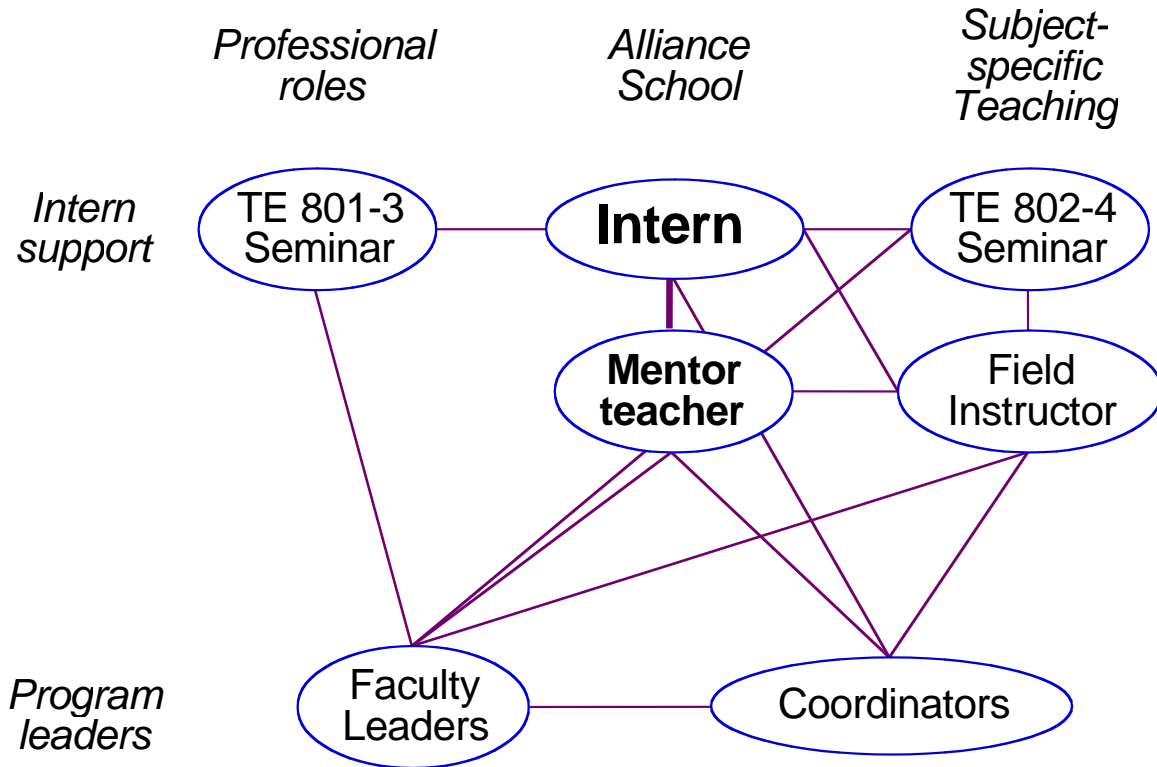 Professional
roles
Alliance
School
Subject-
specific
Teaching
Intern
support
TE 801-3
Seminar
Intern
TE 802-4
Seminar
Mentor
teacher
Field
Instructor
Program
leaders
Faculty
Leaders
Coordinators